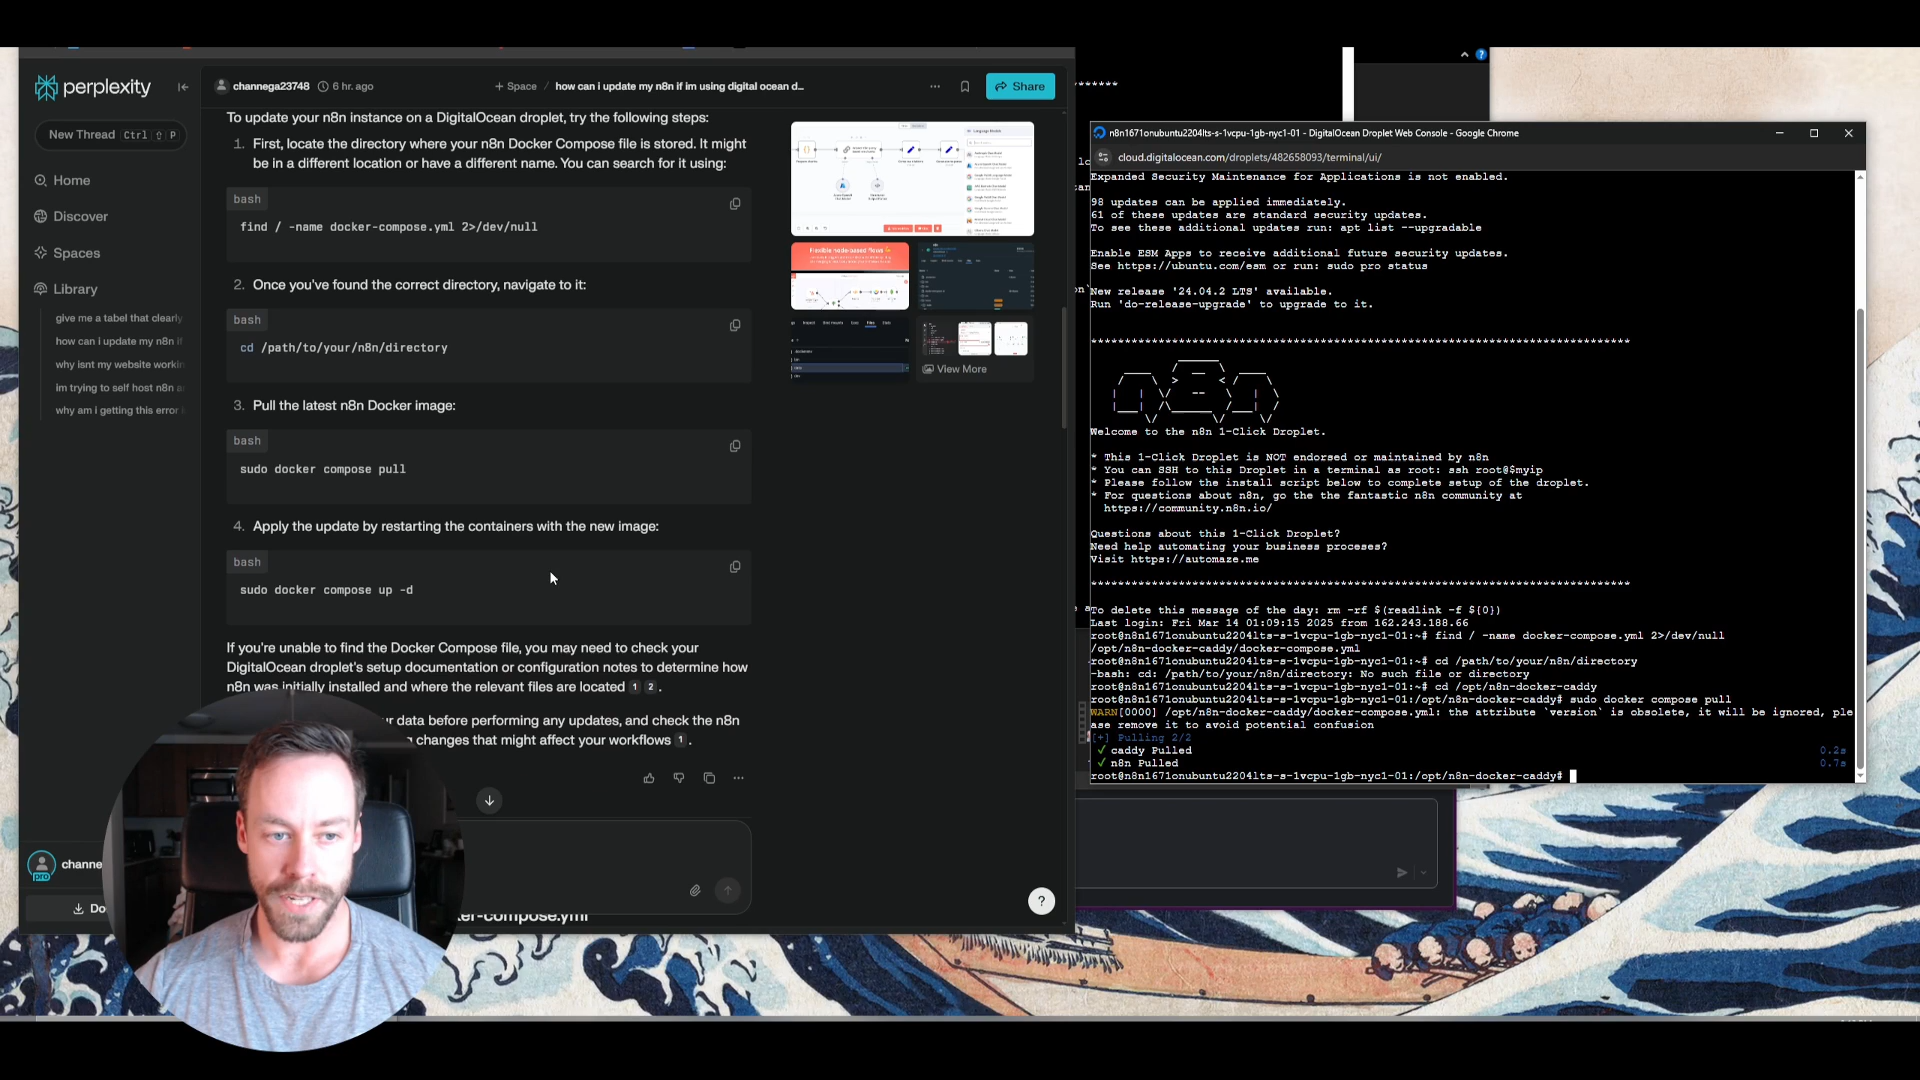 perplexity
New Thread Ctrl ⇧ P
Home
Discover
Spaces
Library
give me a tabel that clearly
how can i update my n8n if
why isnt my website workin
im trying to self host n8n a
why am i getting this error i
channe
pro
Do
channega23748 6 hr. ago
+ Space / how can i update my n8n if im using digital ocean d...
Share
To update your n8n instance on a DigitalOcean droplet, try the following steps:
1. First, locate the directory where your n8n Docker Compose file is stored. It might
be in a different location or have a different name. You can search for it using:
bash
find / -name docker-compose.yml 2>/dev/null
2. Once you've found the correct directory, navigate to it:
bash
cd /path/to/your/n8n/directory
3. Pull the latest n8n Docker image:
bash
sudo docker compose pull
4. Apply the update by restarting the containers with the new image:
bash
sudo docker compose up -d
If you're unable to find the Docker Compose file, you may need to check your
DigitalOcean droplet's setup documentation or configuration notes to determine how
n8n was initially installed and where the relevant files are located 1 2 .
ur data before performing any updates, and check the n8n
g changes that might affect your workflows 1 .
er-compose.yml
Flexible node-based flows
View More
?
n8n1671onubuntu2204lts-s-1vcpu-1gb-nyc1-01 - DigitalOcean Droplet Web Console - Google Chrome
cloud.digitalocean.com/droplets/482658093/terminal/ui/
Expanded Security Maintenance for Applications is not enabled.
98 updates can be applied immediately.
61 of these updates are standard security updates.
To see these additional updates run: apt list --upgradable
Enable ESM Apps to receive additional future security updates.
See https://ubuntu.com/esm or run: sudo pro status
New release '24.04.2 LTS' available.
Run 'do-release-upgrade' to upgrade to it.
n8n
Welcome to the n8n 1-Click Droplet.
* This 1-Click Droplet is NOT endorsed or maintained by n8n
* You can SSH to this Droplet in a terminal as root: ssh root@$myip
* Please follow the install script below to complete setup of the droplet.
* For questions about n8n, go the the fantastic n8n community at
https://community.n8n.io/
Questions about this 1-Click Droplet?
Need help automating your business proceses?
Visit https://automaze.me
To delete this message of the day: rm -rf $(readlink -f ${0})
Last login: Fri Mar 14 01:09:15 2025 from 162.243.188.66
root@n8n1671onubuntu2204lts-s-1vcpu-1gb-nyc1-01:~# find / -name docker-compose.yml 2>/dev/null
/opt/n8n-docker-caddy/docker-compose.yml
root@n8n1671onubuntu2204lts-s-1vcpu-1gb-nyc1-01:~# cd /path/to/your/n8n/directory
-bash: cd: /path/to/your/n8n/directory: No such file or directory
root@n8n1671onubuntu2204lts-s-1vcpu-1gb-nyc1-01:~# cd /opt/n8n-docker-caddy
root@n8n1671onubuntu2204lts-s-1vcpu-1gb-nyc1-01:/opt/n8n-docker-caddy# sudo docker compose pull
WARN[0000] /opt/n8n-docker-caddy/docker-compose.yml: the attribute `version` is obsolete, it will be ignored, ple
ase remove it to avoid potential confusion
[+] Pulling 2/2
✓ caddy Pulled 0.2s
✓ n8n Pulled 0.7s
root@n8n1671onubuntu2204lts-s-1vcpu-1gb-nyc1-01:/opt/n8n-docker-caddy#